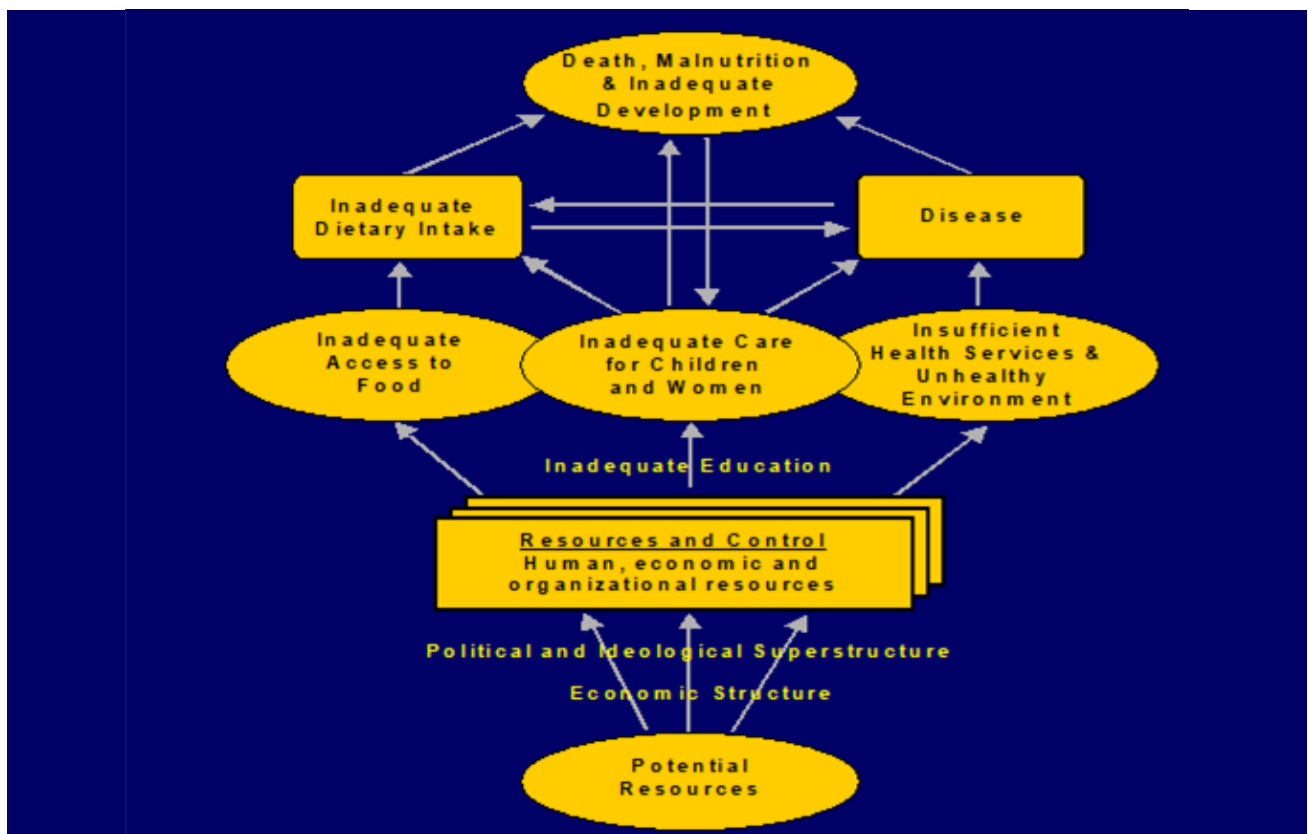 Death, Malnutrition
& Inadequate
Development
Inadequate
Dietary Intake
Disease
Inadequate
Access to
Food
Inadequate Care
for Children
and Women
Insufficient
Health Services &
Unhealthy
Environment
Inadequate Education
Resources and Control
Human, economic and
organizational resources
Political and Ideological Superstructure
Economic Structure
Potential
Resources